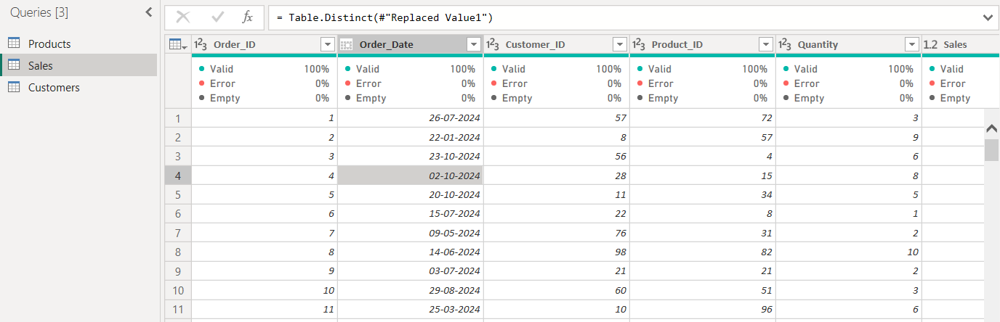 Queries [3]
Products
Sales
Customers
fx = Table.Distinct(#"Replaced Value1")
1²3 Order_ID Order_Date 1²3 Customer_ID 1²3 Product_ID 1²3 Quantity 1.2 Sales
Valid 100% Valid 100% Valid 100% Valid 100% Valid 100% Valid
Error 0% Error 0% Error 0% Error 0% Error 0% Error
Empty 0% Empty 0% Empty 0% Empty 0% Empty 0% Empty
1 1 26-07-2024 57 72 3
2 2 22-01-2024 8 57 9
3 3 23-10-2024 56 4 6
4 4 02-10-2024 28 15 8
5 5 20-10-2024 11 34 5
6 6 15-07-2024 22 8 1
7 7 09-05-2024 76 31 2
8 8 14-06-2024 98 82 10
9 9 03-07-2024 21 21 2
10 10 29-08-2024 60 51 3
11 11 25-03-2024 10 96 6